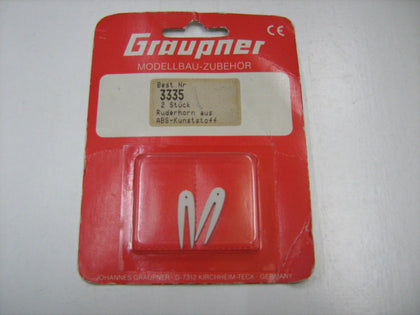 Graupner
CE
MODELLBAU-ZUBEHÖR
Best Nr
3335
2 Stück
Ruderhorn aus
ABS-Kunststoff
JOHANNES GRAUPNER · D-7312 KIRCHHEIM-TECK · GERMANY